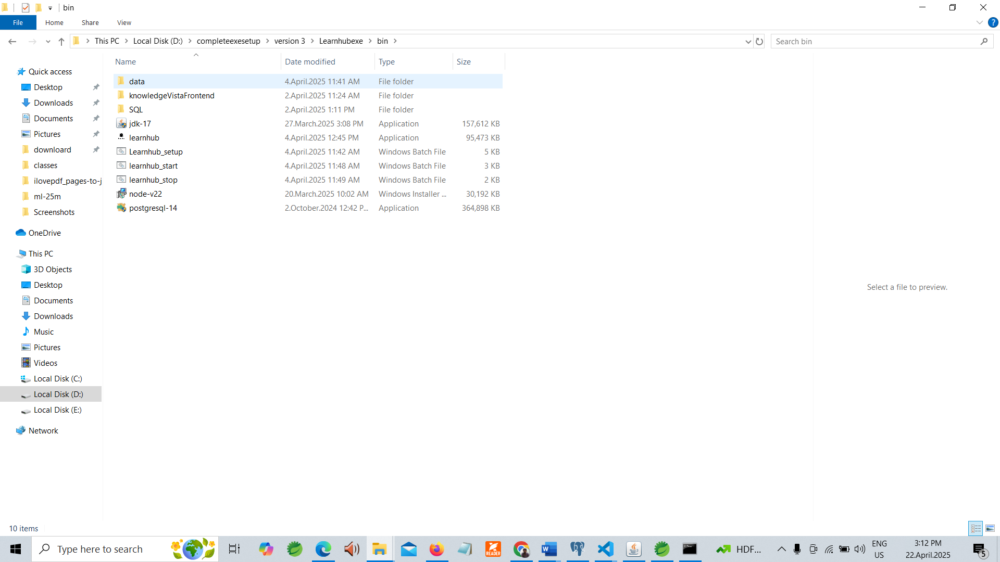 bin
File Home Share View
This PC Local Disk (D:) completeexesetup version 3 Learnhubexe bin
Search bin
Name Date modified Type Size
Quick access
Desktop
Downloads
Documents
Pictures
downloard
classes
ilovepdf_pages-to-j
ml-25m
Screenshots
OneDrive
This PC
3D Objects
Desktop
Documents
Downloads
Music
Pictures
Videos
Local Disk (C:)
Local Disk (D:)
Local Disk (E:)
Network
data 4.April.2025 11:41 AM File folder
knowledgeVistaFrontend 2.April.2025 11:24 AM File folder
SQL 2.April.2025 1:11 PM File folder
jdk-17 27.March.2025 3:08 PM Application 157,612 KB
learnhub 4.April.2025 12:45 PM Application 95,473 KB
Learnhub_setup 4.April.2025 11:42 AM Windows Batch File 5 KB
learnhub_start 4.April.2025 11:48 AM Windows Batch File 3 KB
learnhub_stop 4.April.2025 11:49 AM Windows Batch File 2 KB
node-v22 20.March.2025 10:02 AM Windows Installer ... 30,192 KB
postgresql-14 2.October.2024 12:42 P... Application 364,898 KB
Select a file to preview.
10 items
Type here to search
READER
HDF...
ENG
US
3:12 PM
22.April.2025
5